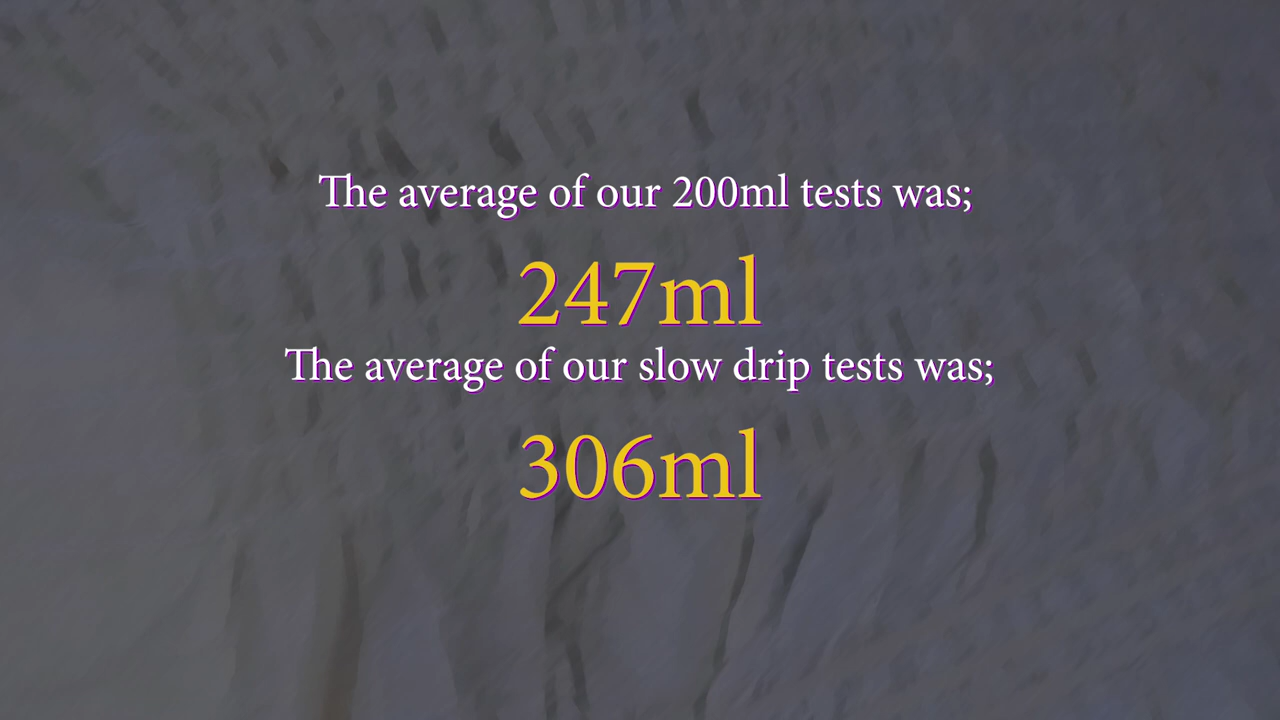 The average of our 200ml tests was;
247ml
The average of our slow drip tests was;
306ml